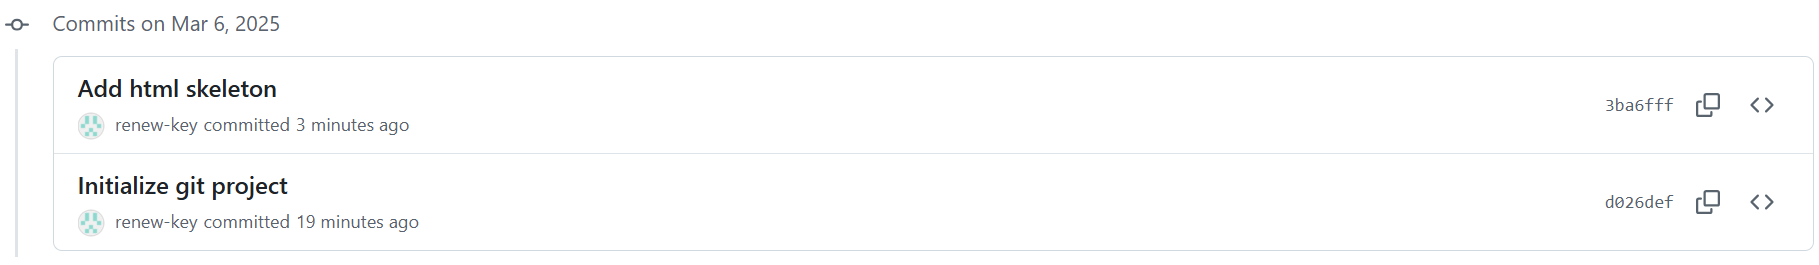 Commits on Mar 6, 2025
Add html skeleton
renew-key committed 3 minutes ago
3ba6fff
Initialize git project
renew-key committed 19 minutes ago
d026def